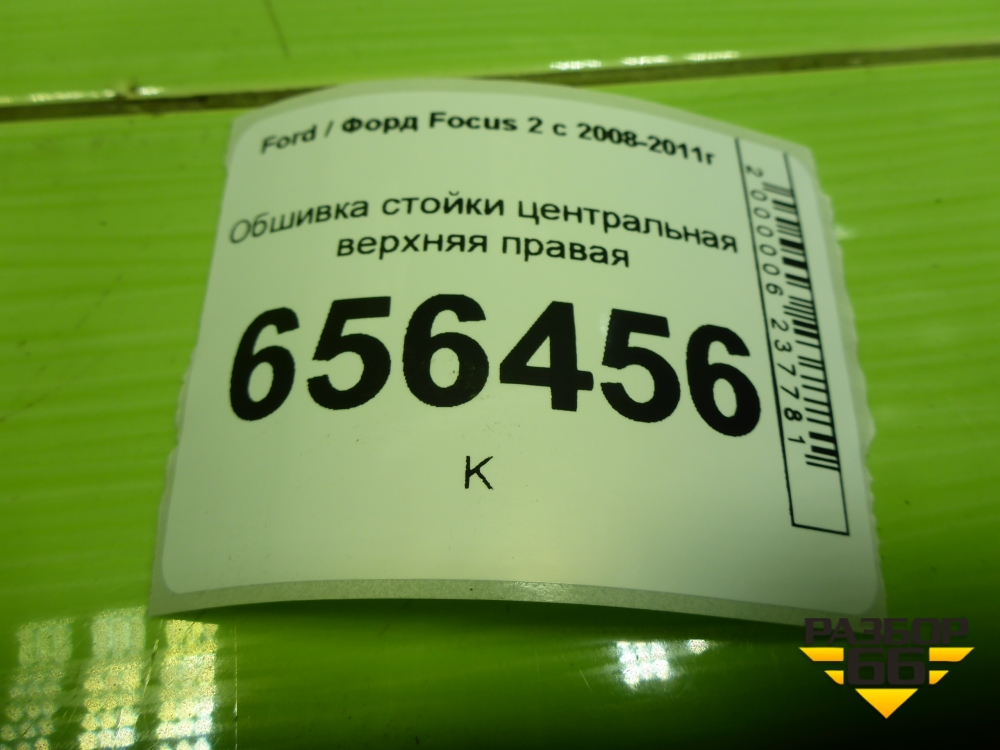 Ford / Форд Focus 2 с 2008-2011г
Обшивка стойки центральная
верхняя правая
656456
К
2000006237781
РАЗБОР
66